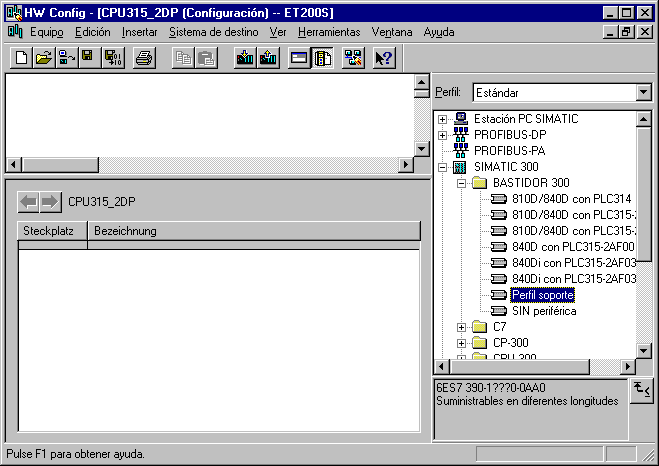 HW Config - [CPU315_2DP (Configuración) -- ET200S]
Equipo Edición Insertar Sistema de destino Ver Herramientas Ventana Ayuda
Perfil: Estándar
Estación PC SIMATIC
PROFIBUS-DP
PROFIBUS-PA
SIMATIC 300
BASTIDOR 300
810D/840D con PLC314
810D/840D con PLC315-
810D/840D con PLC315-
840D con PLC315-2AF00
840Di con PLC315-2AF03
840Di con PLC315-2AF03
Perfil soporte
SIN periférica
C7
CP-300
CPU-300
CPU315_2DP
Steckplatz Bezeichnung
6ES7 390-1???0-0AA0
Suministrables en diferentes longitudes
Pulse F1 para obtener ayuda.